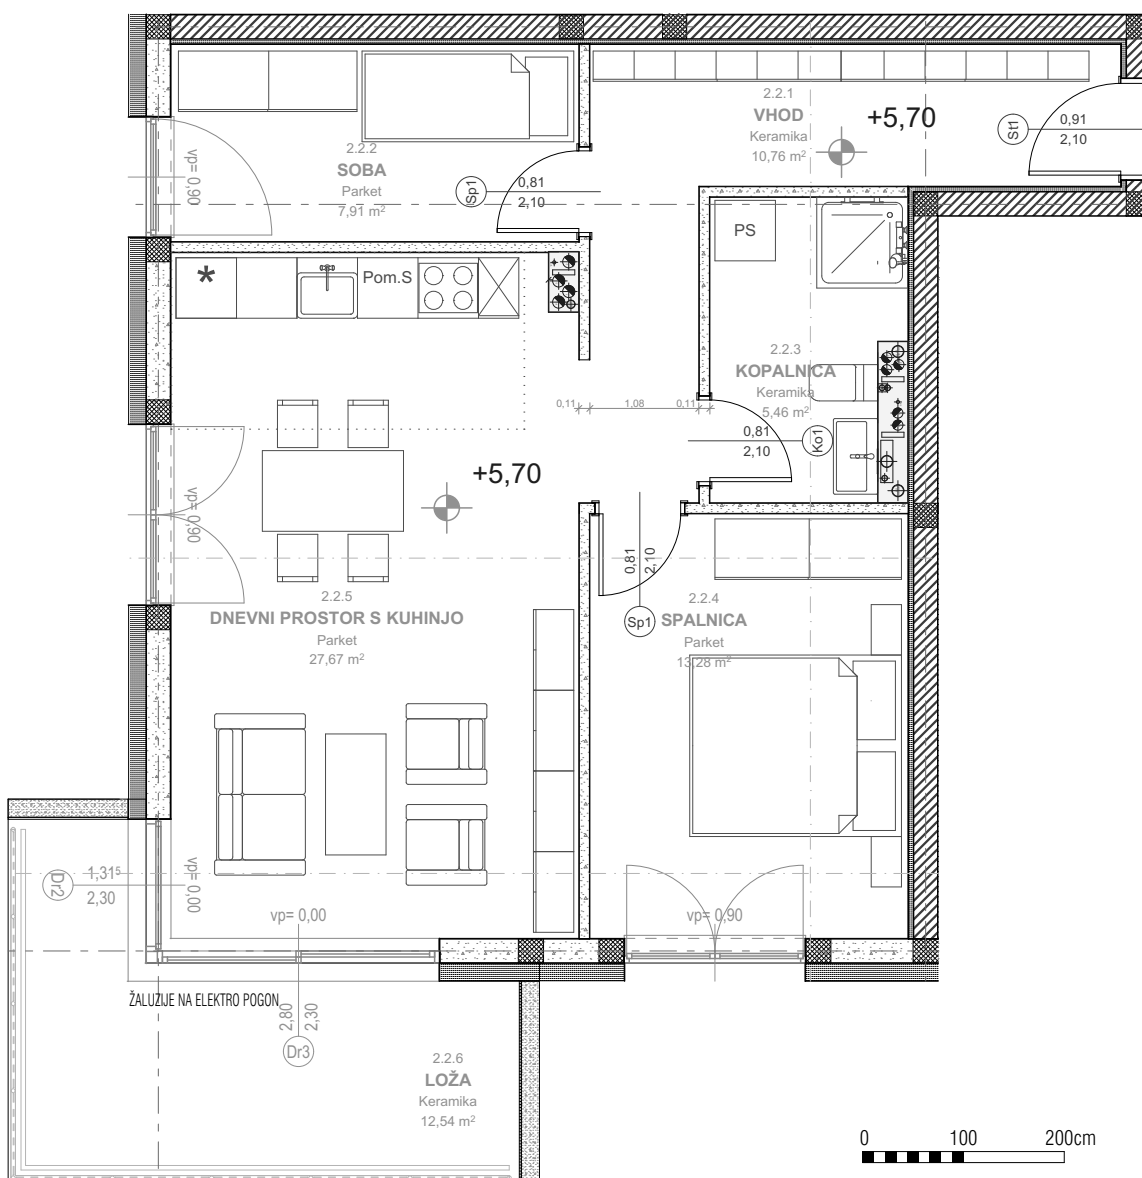 2.2.1
VHOD
Keramika
10,76 m²
+5,70
St1
0,91
2,10
2.2.2
SOBA
Parket
7,91 m²
vp= 0,90
Sp1
0,81
2,10
PS
*
Pom.S
2.2.3
KOPALNICA
Keramika
5,46 m²
0,11
1,08
0,11
0,81
2,10
Ko1
+5,70
vp= 0,90
0,81
2,10
Sp1
2.2.5
DNEVNI PROSTOR S KUHINJO
Parket
27,67 m²
2.2.4
SPALNICA
Parket
13,28 m²
Dr2
1,31⁵
2,30
vp= 0,00
vp= 0,00
vp= 0,90
ŽALUZIJE NA ELEKTRO POGON
2,80
2,30
Dr3
2.2.6
LOŽA
Keramika
12,54 m²
0 100 200cm